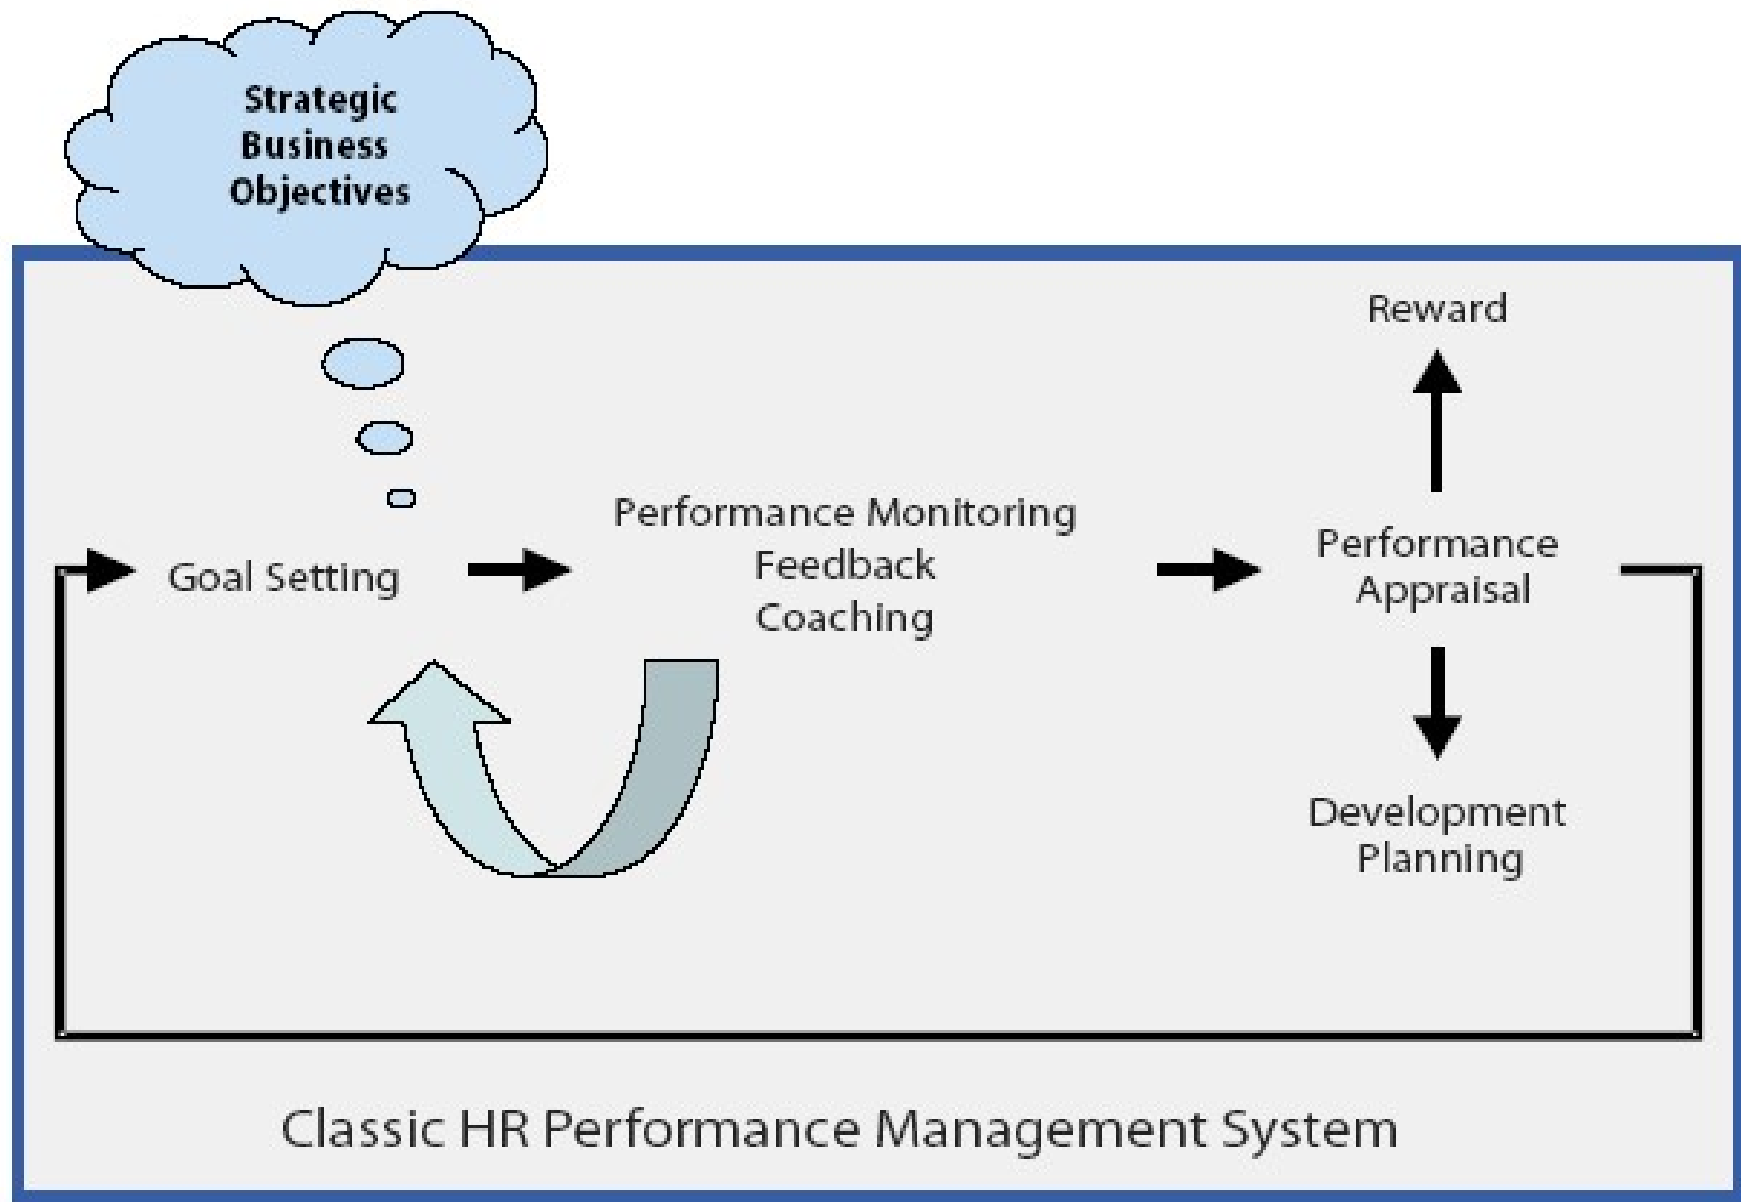 Strategic
Business
Objectives
Reward
Goal Setting
Performance Monitoring
Feedback
Coaching
Performance
Appraisal
Development
Planning
Classic HR Performance Management System